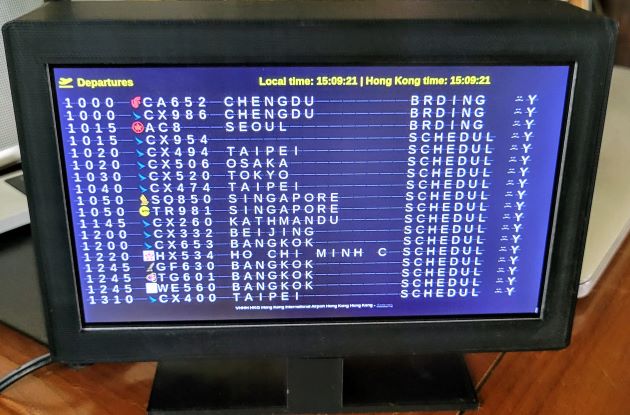 Departures Local time: 15:09:21 | Hong Kong time: 15:09:21
1000 CA652 CHENGDU BRDING Y
1000 CX986 CHENGDU BRDING Y
1015 AC8 SEOUL BRDING Y
1015 CX954 SCHEDUL Y
1020 CX494 TAIPEI SCHEDUL Y
1020 CX506 OSAKA SCHEDUL Y
1030 CX520 TOKYO SCHEDUL Y
1040 CX474 TAIPEI SCHEDUL Y
1050 SQ850 SINGAPORE SCHEDUL Y
1050 TR981 SINGAPORE SCHEDUL Y
1145 CX260 KATHMANDU SCHEDUL Y
1200 CX332 BEIJING SCHEDUL Y
1200 CX653 BANGKOK SCHEDUL Y
1220 HX534 HO CHI MINH C SCHEDUL Y
1245 GF630 BANGKOK SCHEDUL Y
1245 TG601 BANGKOK SCHEDUL Y
1245 WE560 BANGKOK SCHEDUL Y
1310 CX400 TAIPEI SCHEDUL Y
VHHH HKG Hong Kong International Airport Hong Kong Hong Kong -